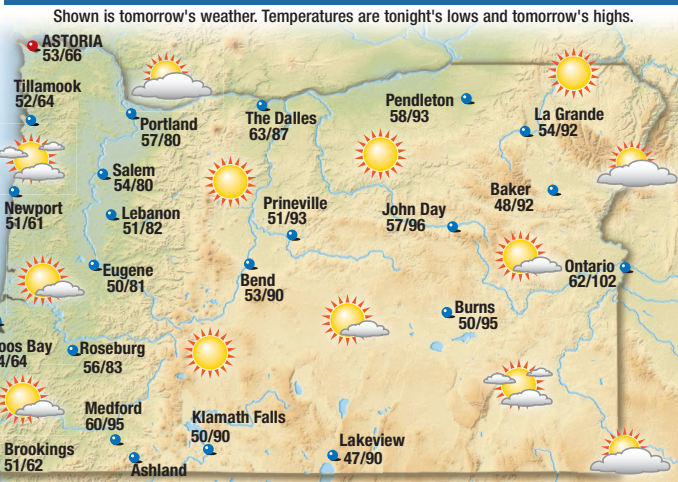 Shown is tomorrow's weather. Temperatures are tonight's lows and tomorrow's highs.
ASTORIA
53/66
Tillamook
52/64
Portland
57/80
The Dalles
63/87
Pendleton
58/93
La Grande
54/92
Salem
54/80
Newport
51/61
Lebanon
51/82
Prineville
51/93
John Day
57/96
Baker
48/92
Eugene
50/81
Bend
53/90
Ontario
62/102
Burns
50/95
oos Bay
4/64
Roseburg
56/83
Medford
60/95
Klamath Falls
50/90
Lakeview
47/90
Brookings
51/62
Ashland